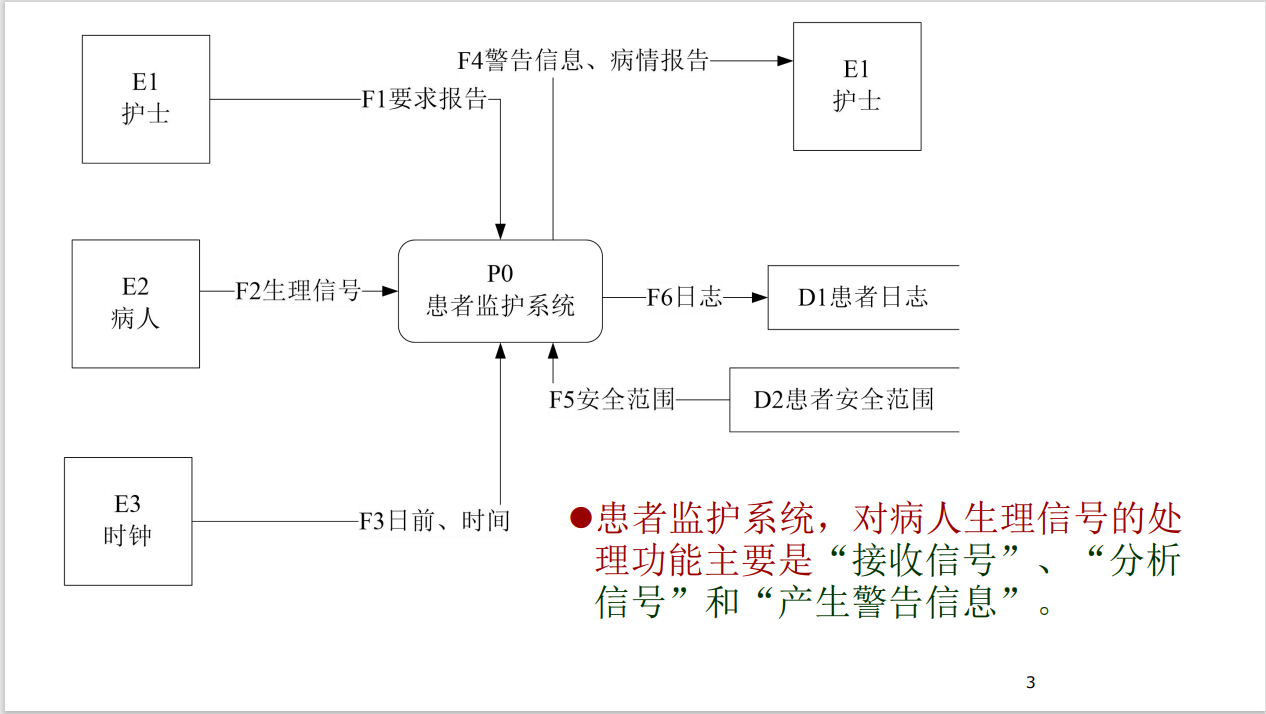 E1
护士
F1要求报告
F4警告信息、病情报告
E1
护士
E2
病人
F2生理信号
P0
患者监护系统
F6日志
D1患者日志
F5安全范围
D2患者安全范围
E3
时钟
F3日前、时间
●患者监护系统，对病人生理信号的处
理功能主要是“接收信号”、“分析
信号”和“产生警告信息”。
3